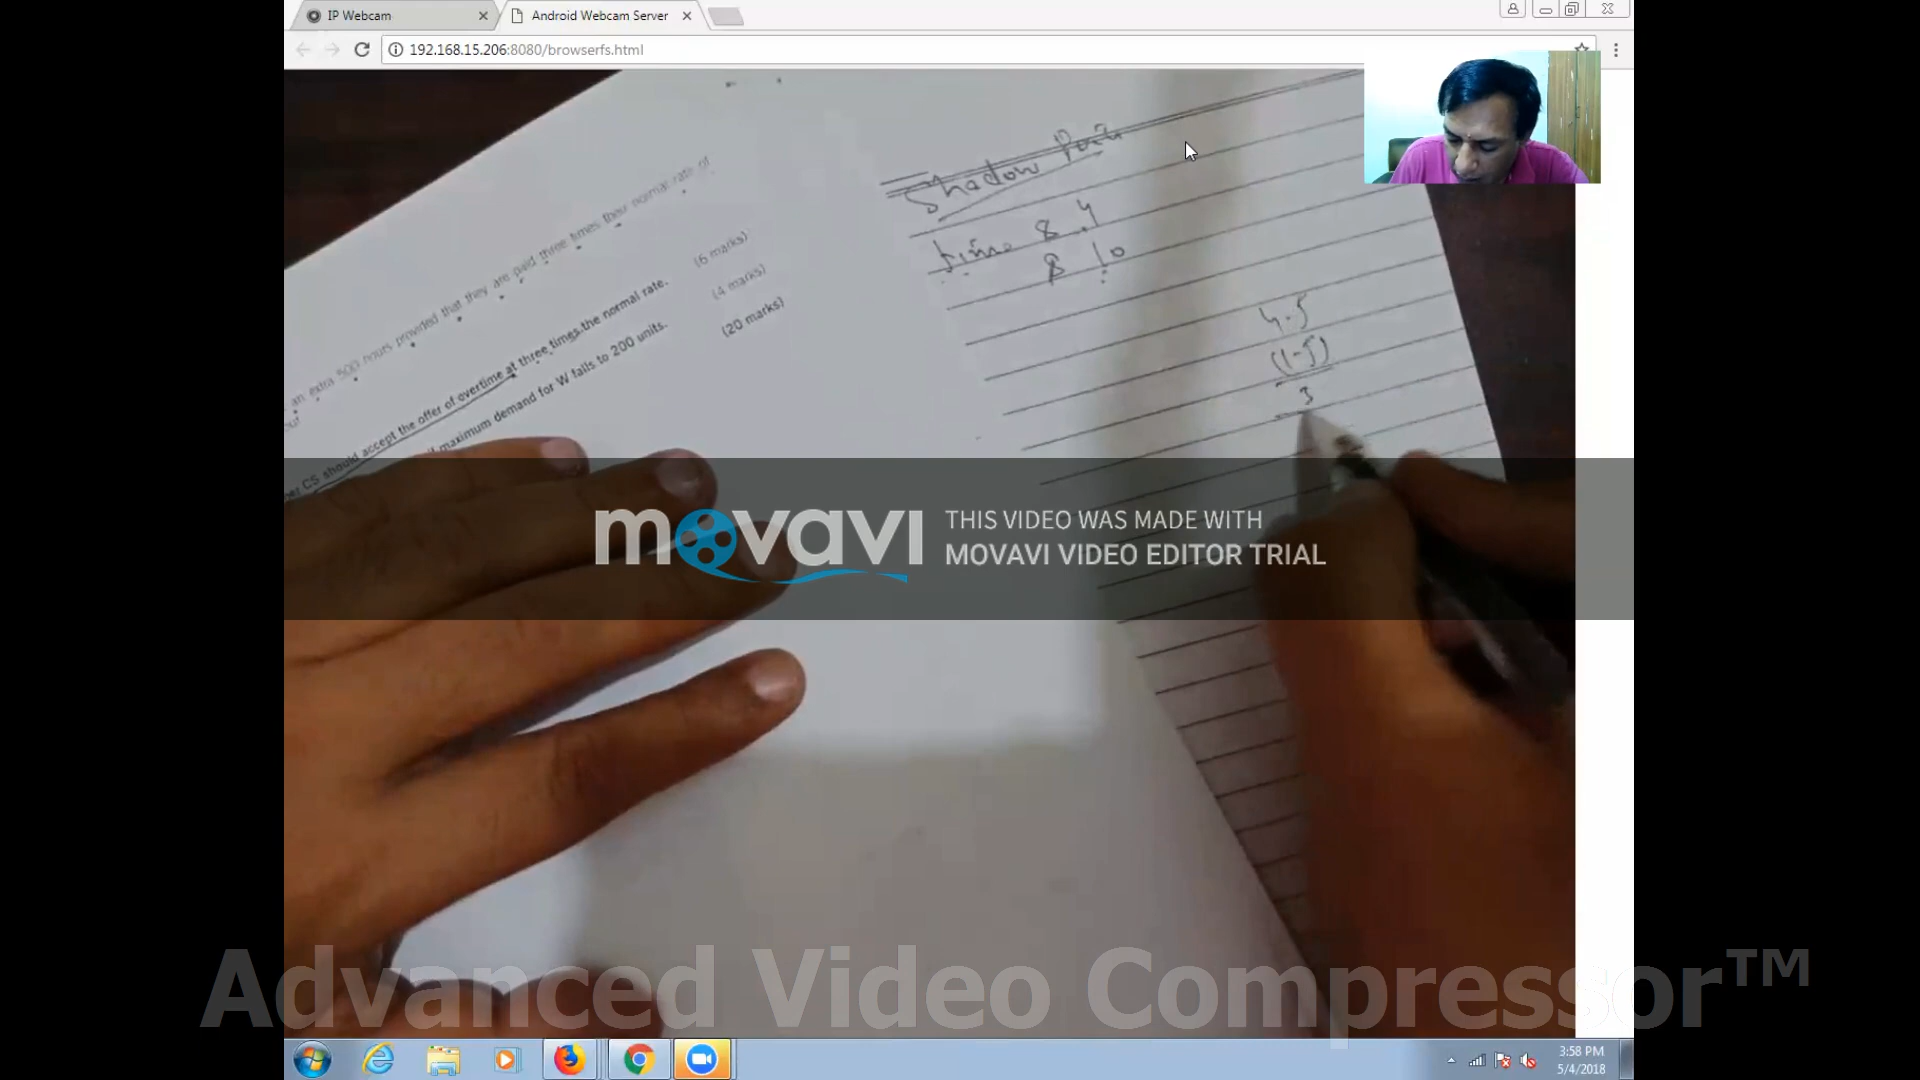 IP Webcam
Android Webcam Server
192.168.15.206:8080/browserfs.html
an extra 500 hours provided that they are paid three times their normal rate of
(6 marks)
CS should accept the offer of overtime at three times the normal rate.
(4 marks)
maximum demand for W falls to 200 units.
(20 marks)
Shadow
time 8.4
8 10
4.5
(1.5)
3
movavi
THIS VIDEO WAS MADE WITH
MOVAVI VIDEO EDITOR TRIAL
Advanced Video Compressor™
3:58 PM
5/4/2018